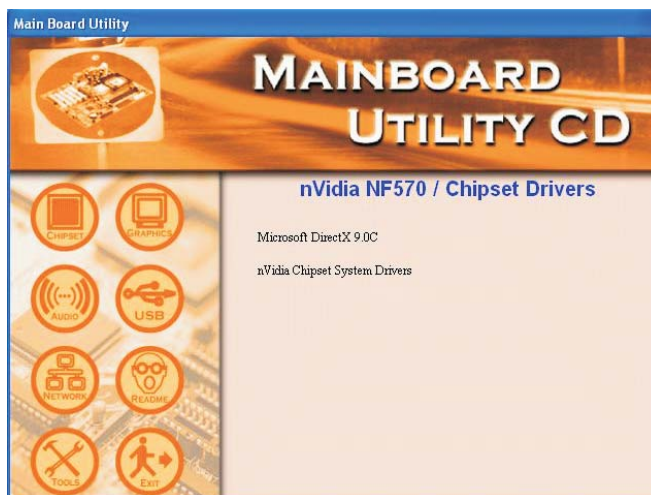 Main Board Utility
MAINBOARD
UTILITY CD
nVidia NF570 / Chipset Drivers
Microsoft DirectX 9.0C
nVidia Chipset System Drivers
CHIPSET
GRAPHICS
AUDIO
USB
NETWORK
README
TOOLS
EXIT